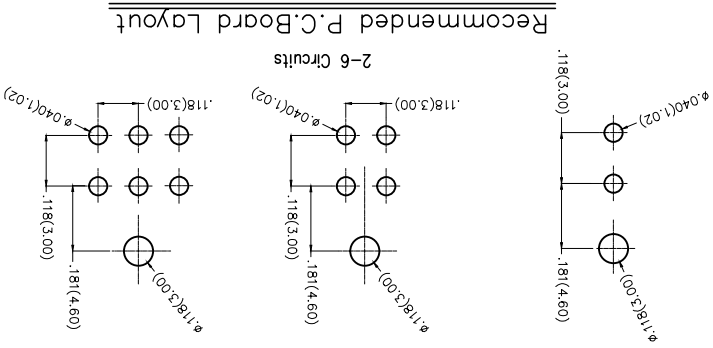 Recommended P.C.Board Layout
2-6 Circuits
ø.040(1.02)
.118(3.00)
.118(3.00)
.181(4.60)
ø.118(3.00)
ø.040(1.02)
.118(3.00)
.118(3.00)
.181(4.60)
ø.118(3.00)
ø.040(1.02)
.118(3.00)
.181(4.60)
ø.118(3.00)